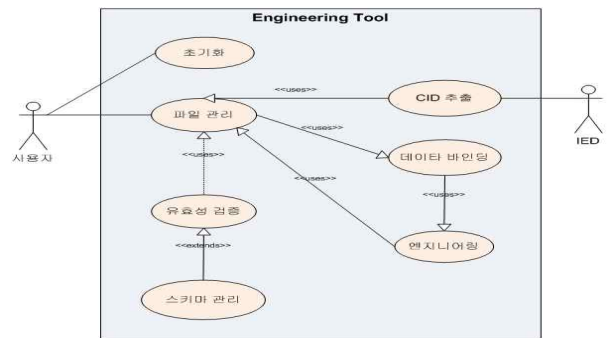 Engineering Tool
초기화
<<uses>>
CID 추출
파일 관리
<<uses>>
사용자
IED
<<uses>>
데이타 바인딩
<<uses>>
<<uses>>
유효성 검증
<<extends>>
엔지니어링
스키마 관리